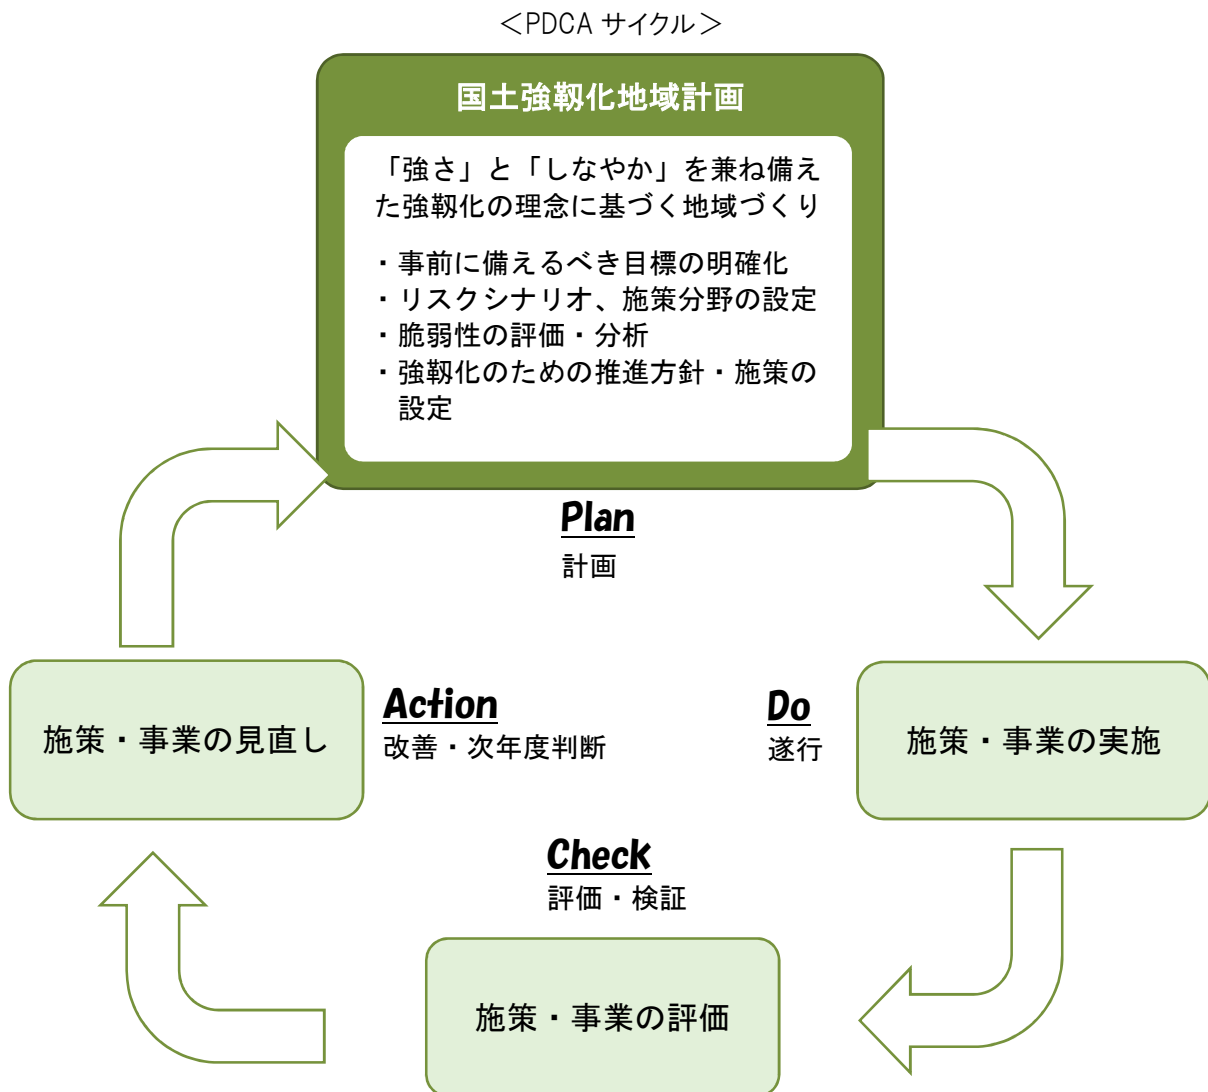 ＜PDCA サイクル＞
国土強靱化地域計画
「強さ」と「しなやか」を兼ね備え
た強靱化の理念に基づく地域づくり
・事前に備えるべき目標の明確化
・リスクシナリオ、施策分野の設定
・脆弱性の評価・分析
・強靱化のための推進方針・施策の
設定
Plan
計画
Do
遂行
施策・事業の実施
Check
評価・検証
施策・事業の評価
Action
改善・次年度判断
施策・事業の見直し